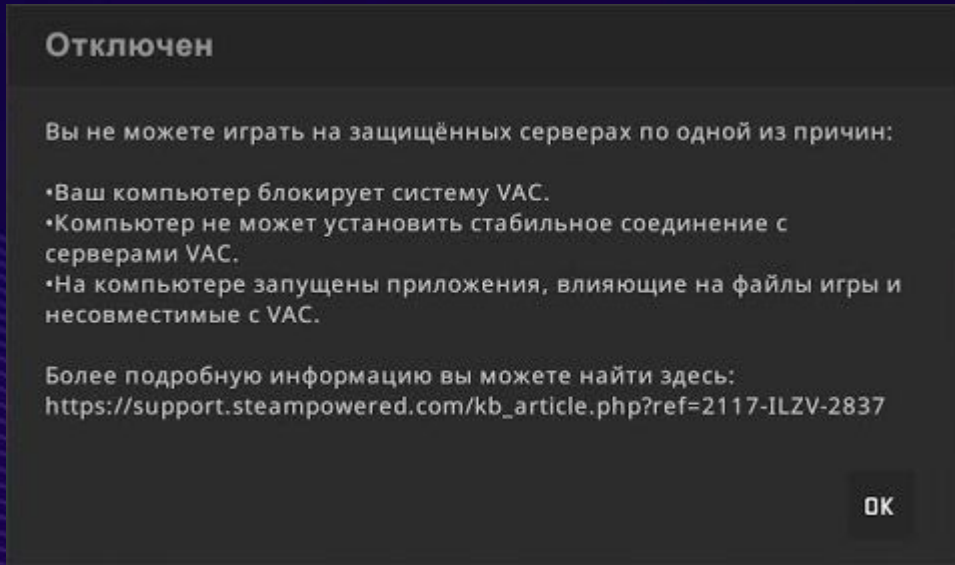 Отключен
Вы не можете играть на защищённых серверах по одной из причин:
•Ваш компьютер блокирует систему VAC.
•Компьютер не может установить стабильное соединение с
серверами VAC.
•На компьютере запущены приложения, влияющие на файлы игры и
несовместимые с VAC.
Более подробную информацию вы можете найти здесь:
https://support.steampowered.com/kb_article.php?ref=2117-ILZV-2837
OK